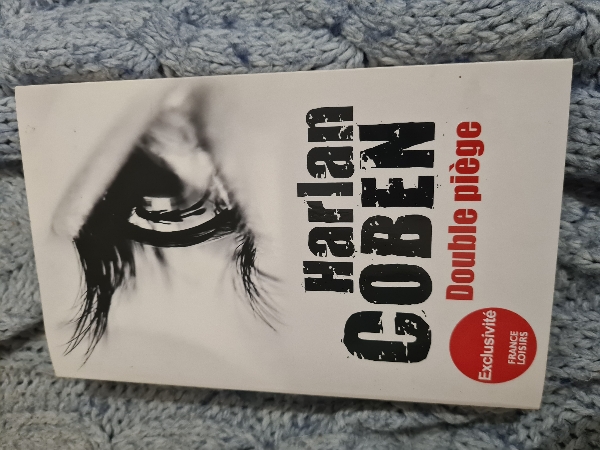 Harlan
COBEN
Double piège
Exclusivité
FRANCE
LOISIRS